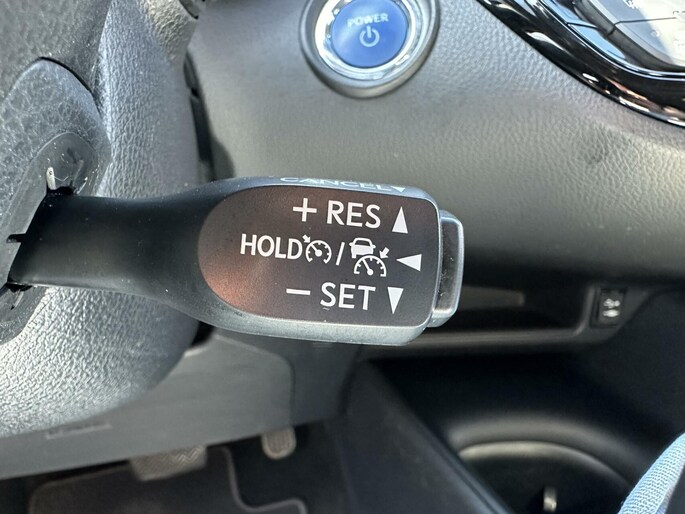 POWER
CANCEL
+ RES
HOLD /
− SET